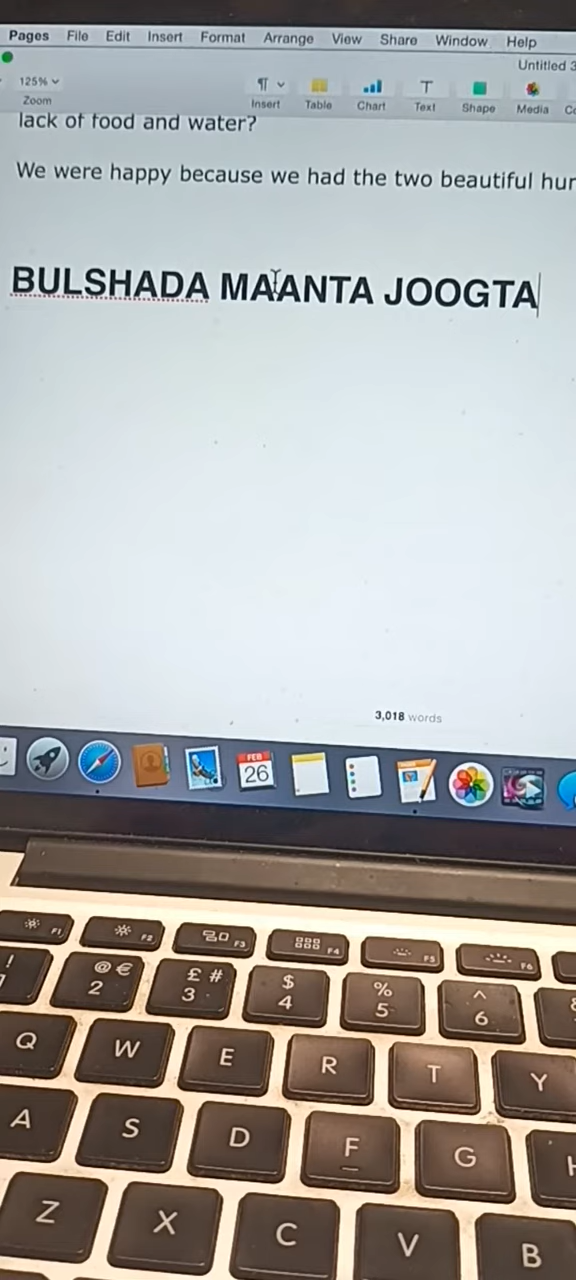 Pages File Edit Insert Format Arrange View Share Window Help
Untitled 3
125%
Zoom Insert Table Chart Text Shape Media
lack of food and water?
We were happy because we had the two beautiful
BULSHADA MAANTA JOOGTA
3,018 words
FEB
26
F1 F2 F3 F4 F5 F6
! @ € 2 £ # 3 $ 4 % 5 ^ 6
Q W E R T Y
A S D F G H
Z X C V B